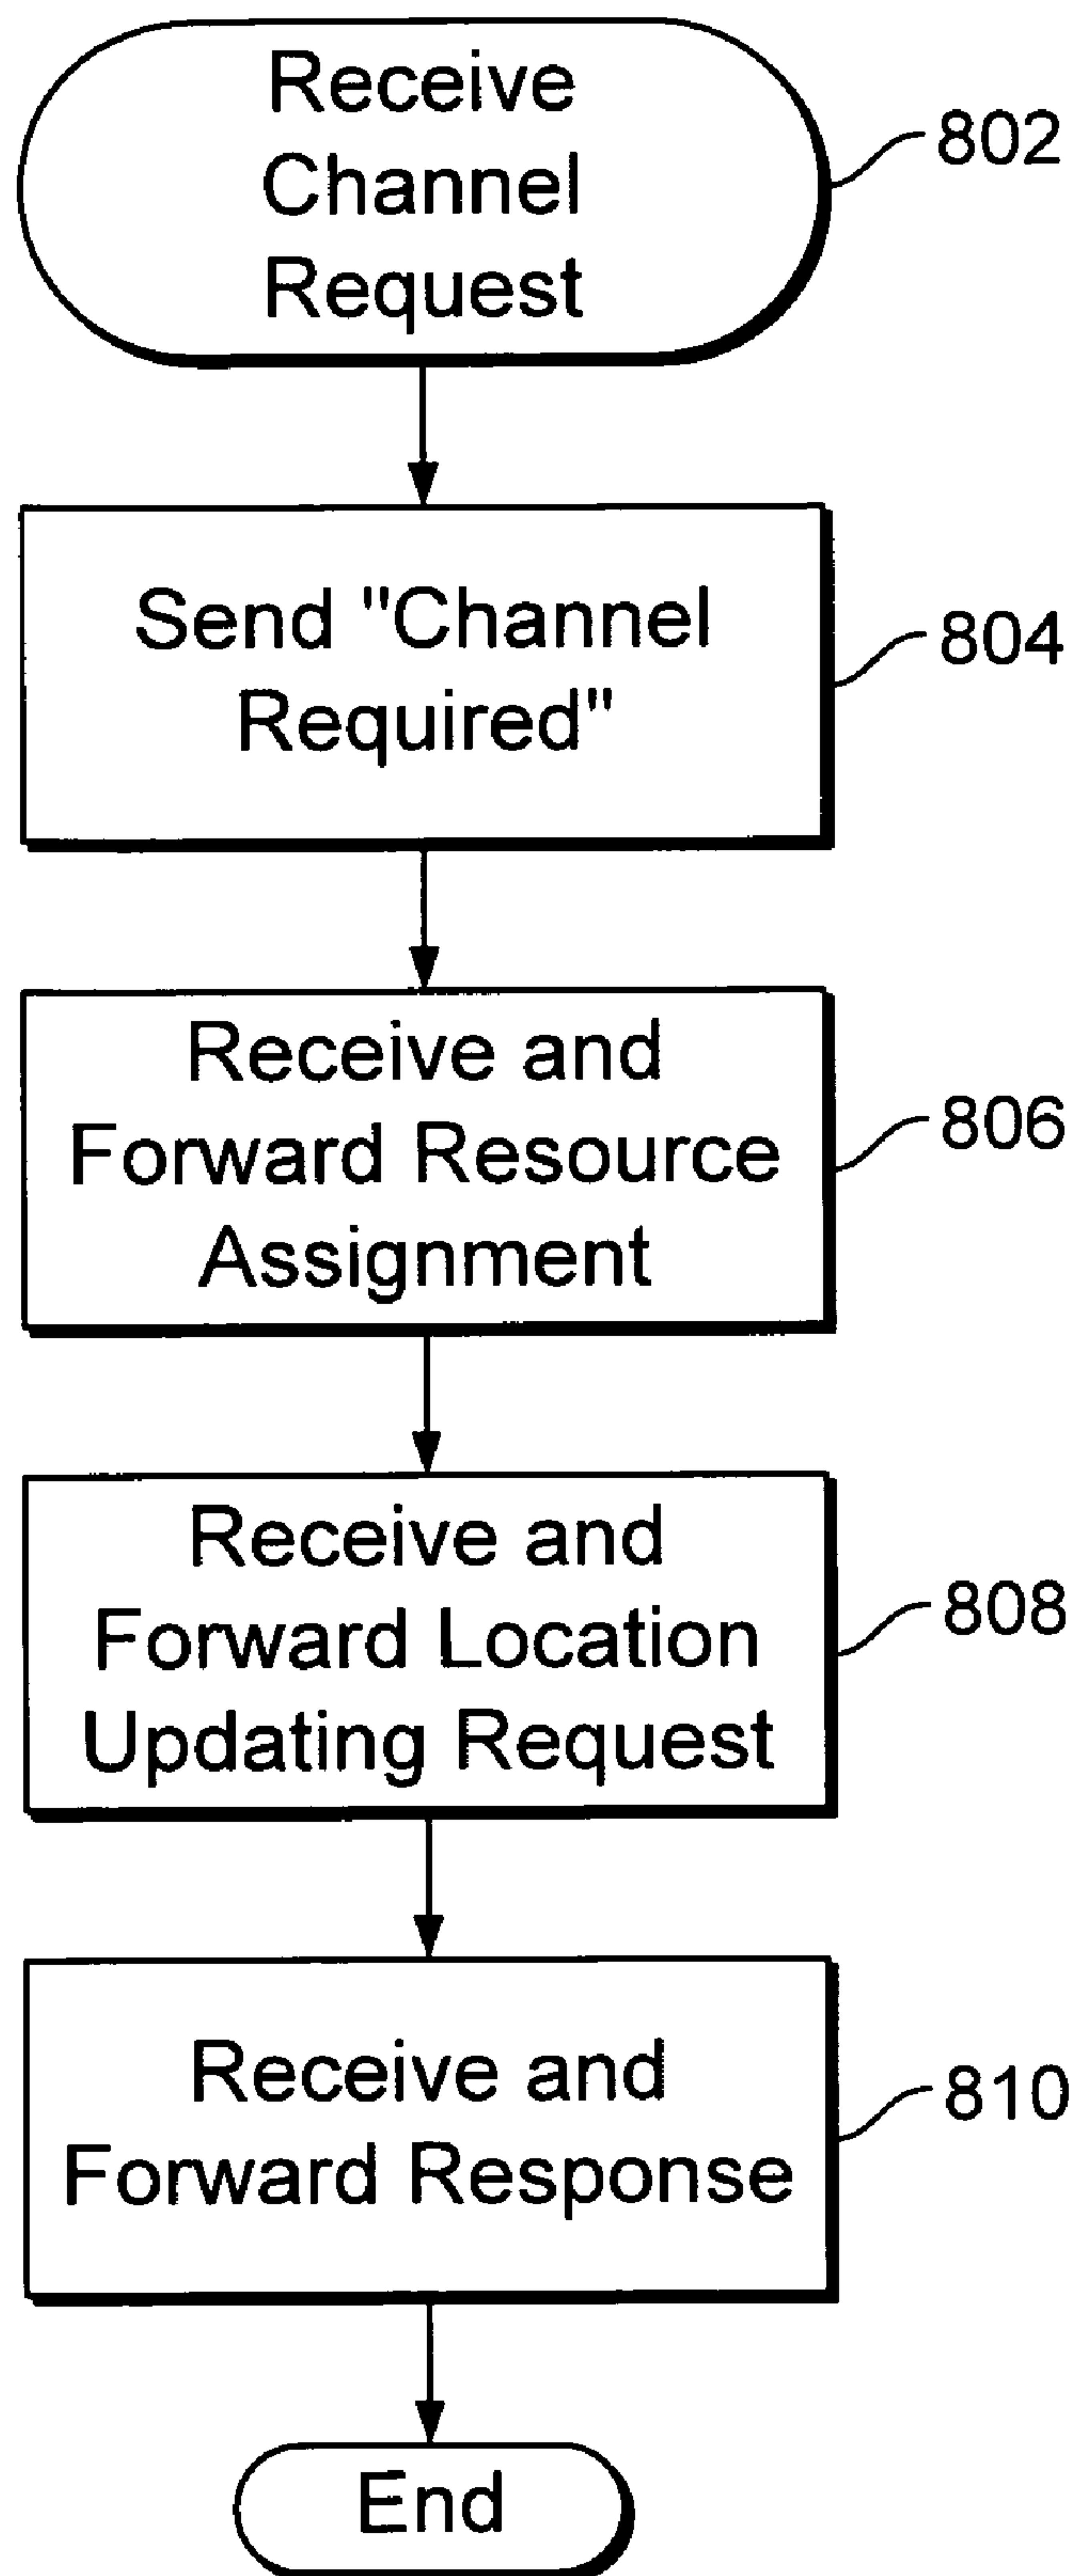 Receive
Channel
Request
802
Send "Channel
Required"
804
Receive and
Forward Resource
Assignment
806
Receive and
Forward Location
Updating Request
808
Receive and
Forward Response
810
End